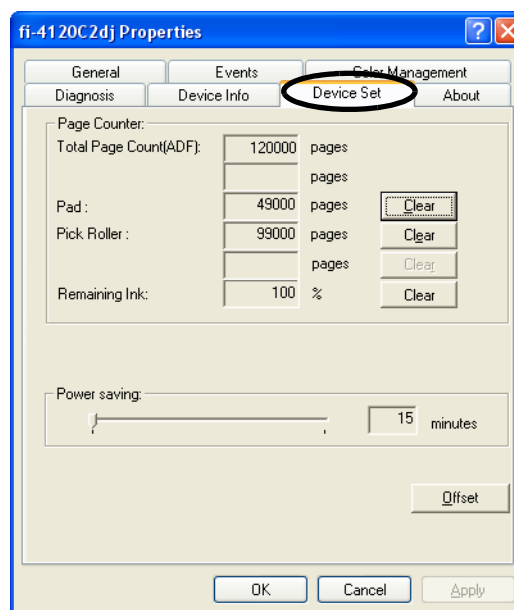 fi-4120C2dj Properties
General Events Color Management
Diagnosis Device Info Device Set About
Page Counter:
Total Page Count(ADF): 120000 pages
pages
Pad : 49000 pages Clear
Pick Roller : 99000 pages Clear
pages Clear
Remaining Ink: 100 % Clear
Power saving:
15 minutes
Offset
OK Cancel Apply